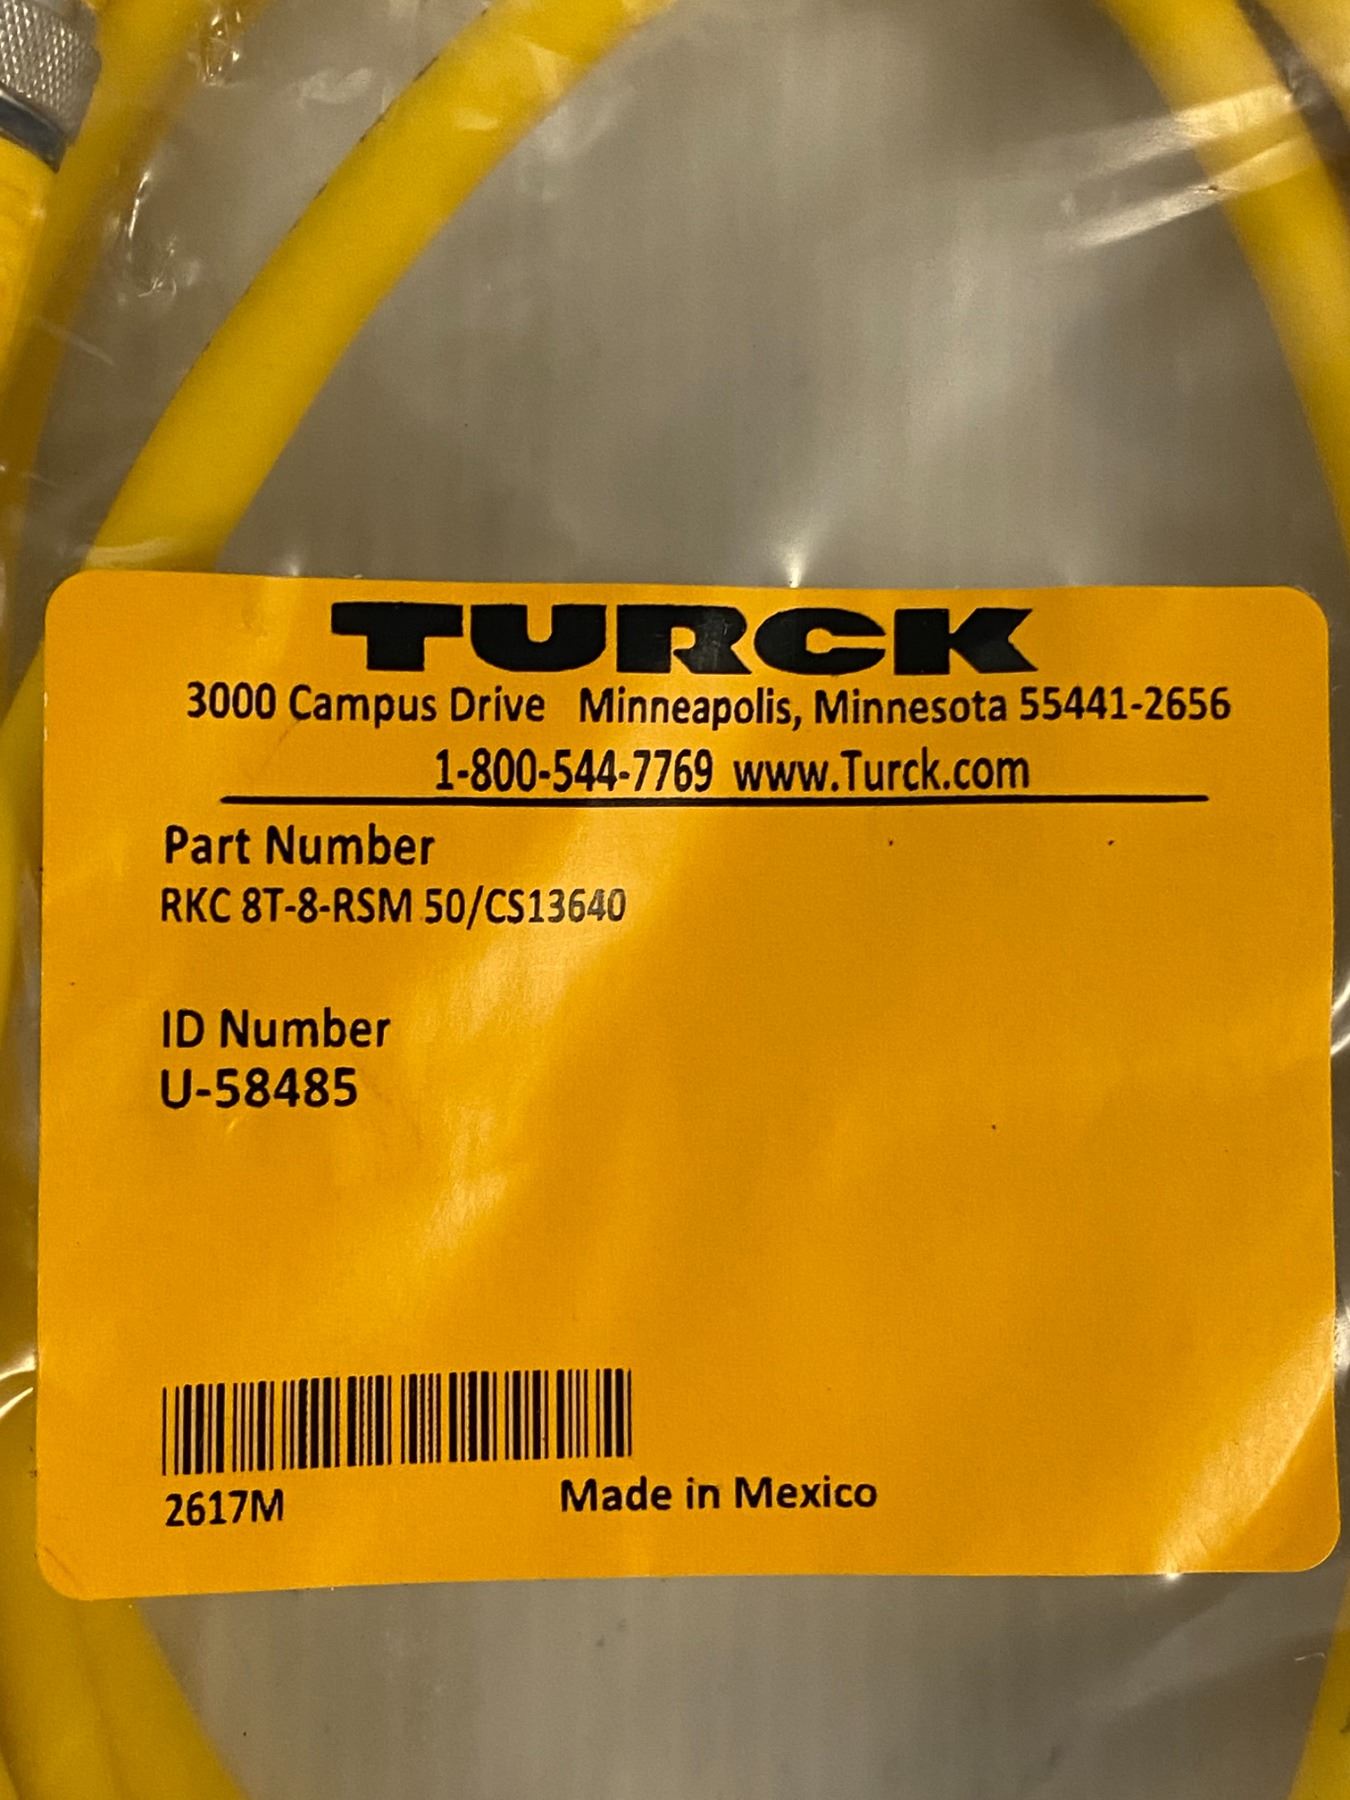 TURCK
3000 Campus Drive Minneapolis, Minnesota 55441-2656
1-800-544-7769 www.Turck.com
Part Number
RKC 8T-8-RSM 50/CS13640
ID Number
U-58485
2617M
Made in Mexico